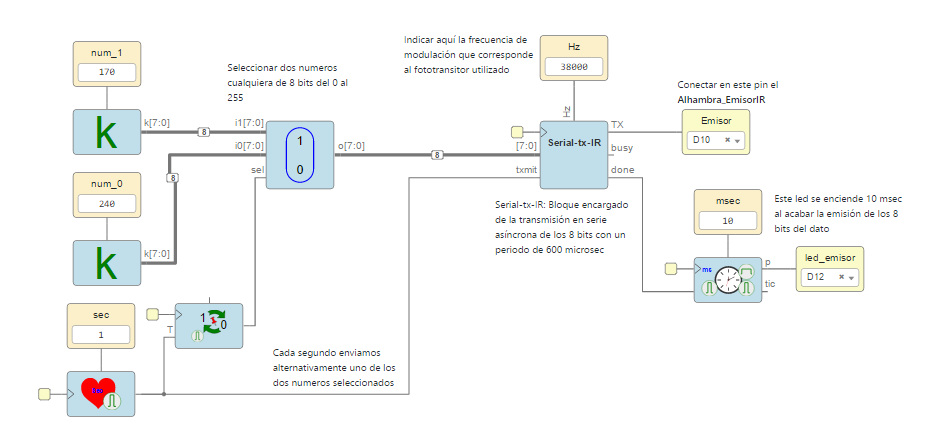 num_1
170
k
k[7:0]
8
Seleccionar dos numeros
cualquiera de 8 bits del 0 al
255
i1[7:0]
i0[7:0]
sel
1
0
o[7:0]
8
num_0
240
k
k[7:0]
8
Indicar aquí la frecuencia de
modulación que corresponde
al fototransitor utilizado
Hz
38000
Hz
Serial-tx-IR
[7:0]
txmit
TX
busy
done
Conectar en este pin el
Alhambra_EmisorIR
Emisor
D10
Serial-tx-IR: Bloque encargado
de la transmisión en serie
asíncrona de los 8 bits con un
periodo de 600 microsec
msec
10
ms
p
tic
Este led se enciende 10 msec
al acabar la emisión de los 8
bits del dato
led_emisor
D12
sec
1
T
1
0
Cada segundo enviamos
alternativamente uno de los
dos numeros seleccionados